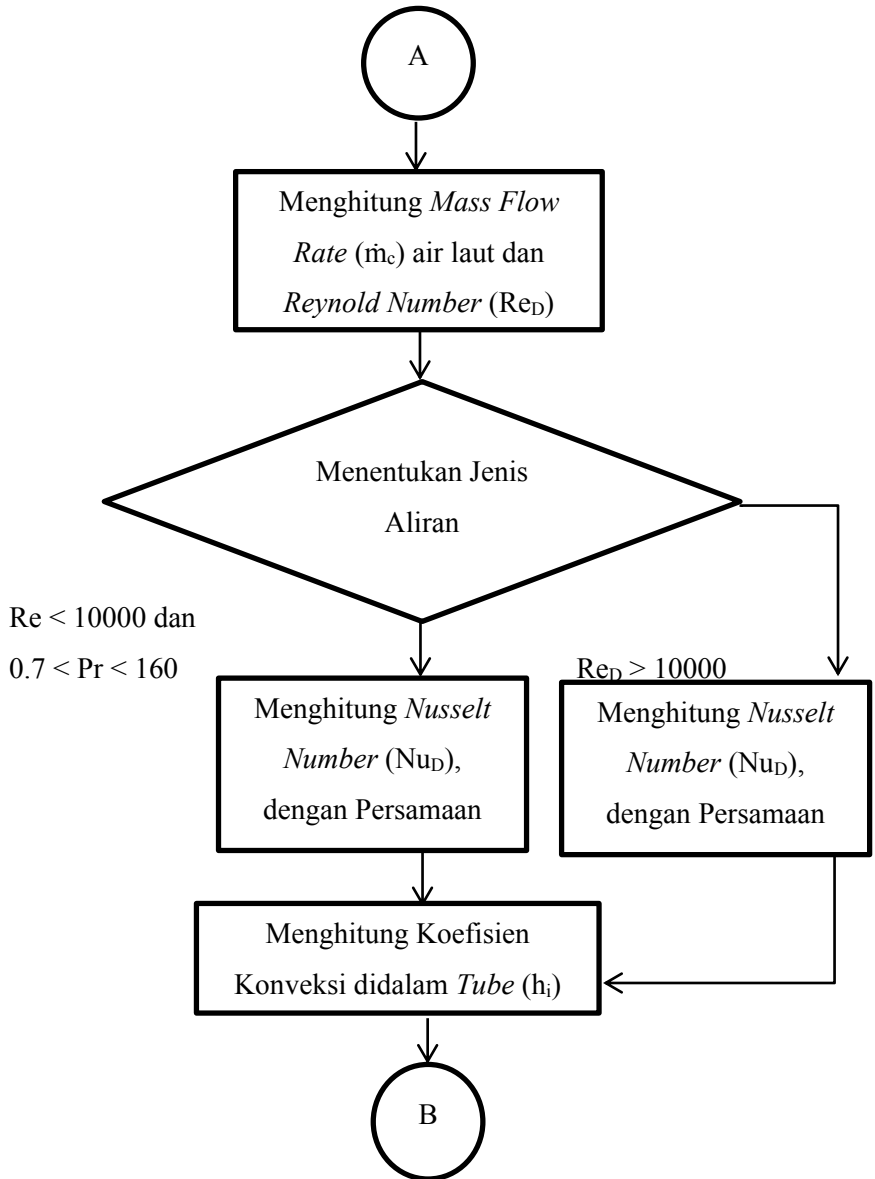 A
Menghitung Mass Flow
Rate (ṁc) air laut dan
Reynold Number (ReD)
Menentukan Jenis
Aliran
Re < 10000 dan
0.7 < Pr < 160
ReD > 10000
Menghitung Nusselt
Number (NuD),
dengan Persamaan
Menghitung Nusselt
Number (NuD),
dengan Persamaan
Menghitung Koefisien
Konveksi didalam Tube (hi)
B